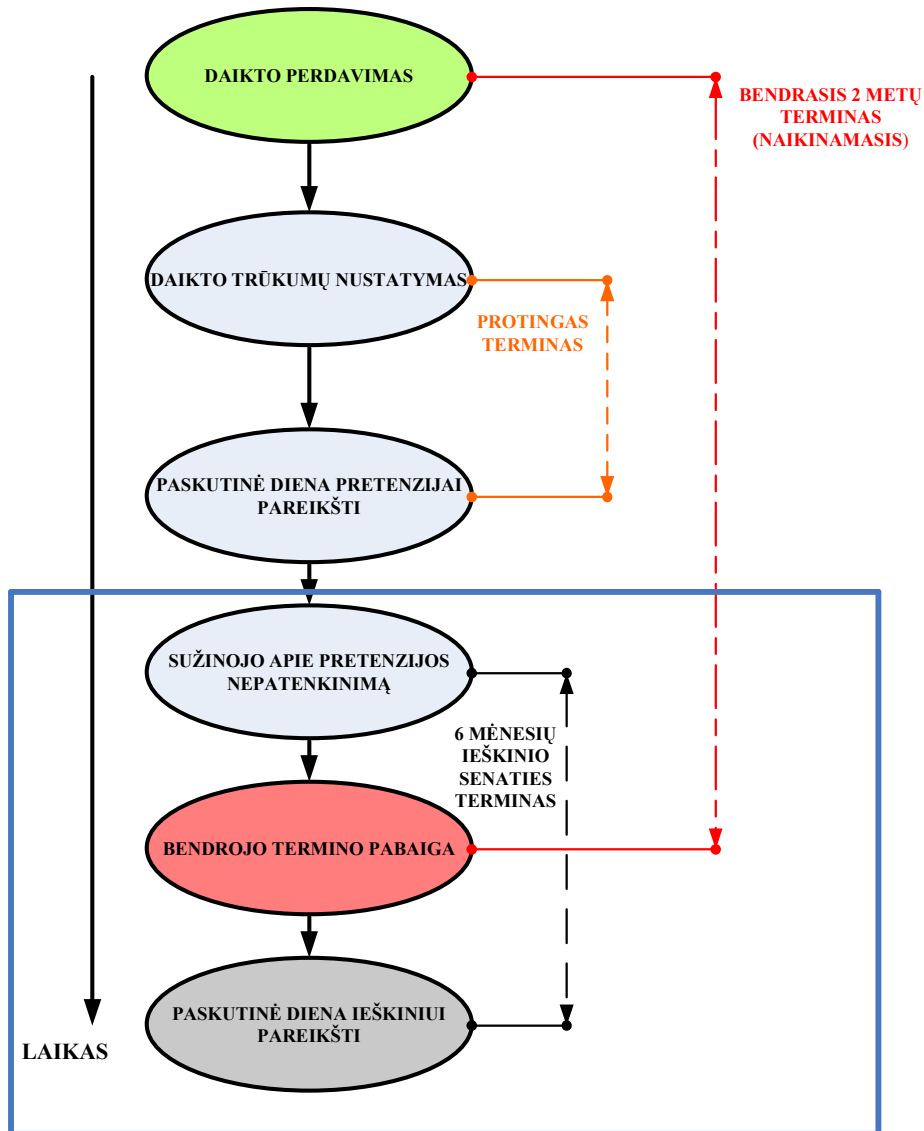 DAIKTO PERDAVIMAS
BENDRASIS 2 METŲ
TERMINAS
(NAIKINAMASIS)
DAIKTO TRŪKUMŲ NUSTATYMAS
PROTINGAS
TERMINAS
PASKUTINĖ DIENA PRETENZIJAI
PAREIKŠTI
SUŽINOJO APIE PRETENZIJOS
NEPATENKINIMĄ
6 MĖNESIŲ
IEŠKINIO
SENATIES
TERMINAS
BENDROJO TERMINO PABAIGA
PASKUTINĖ DIENA IEŠKINIUI
PAREIKŠTI
LAIKAS